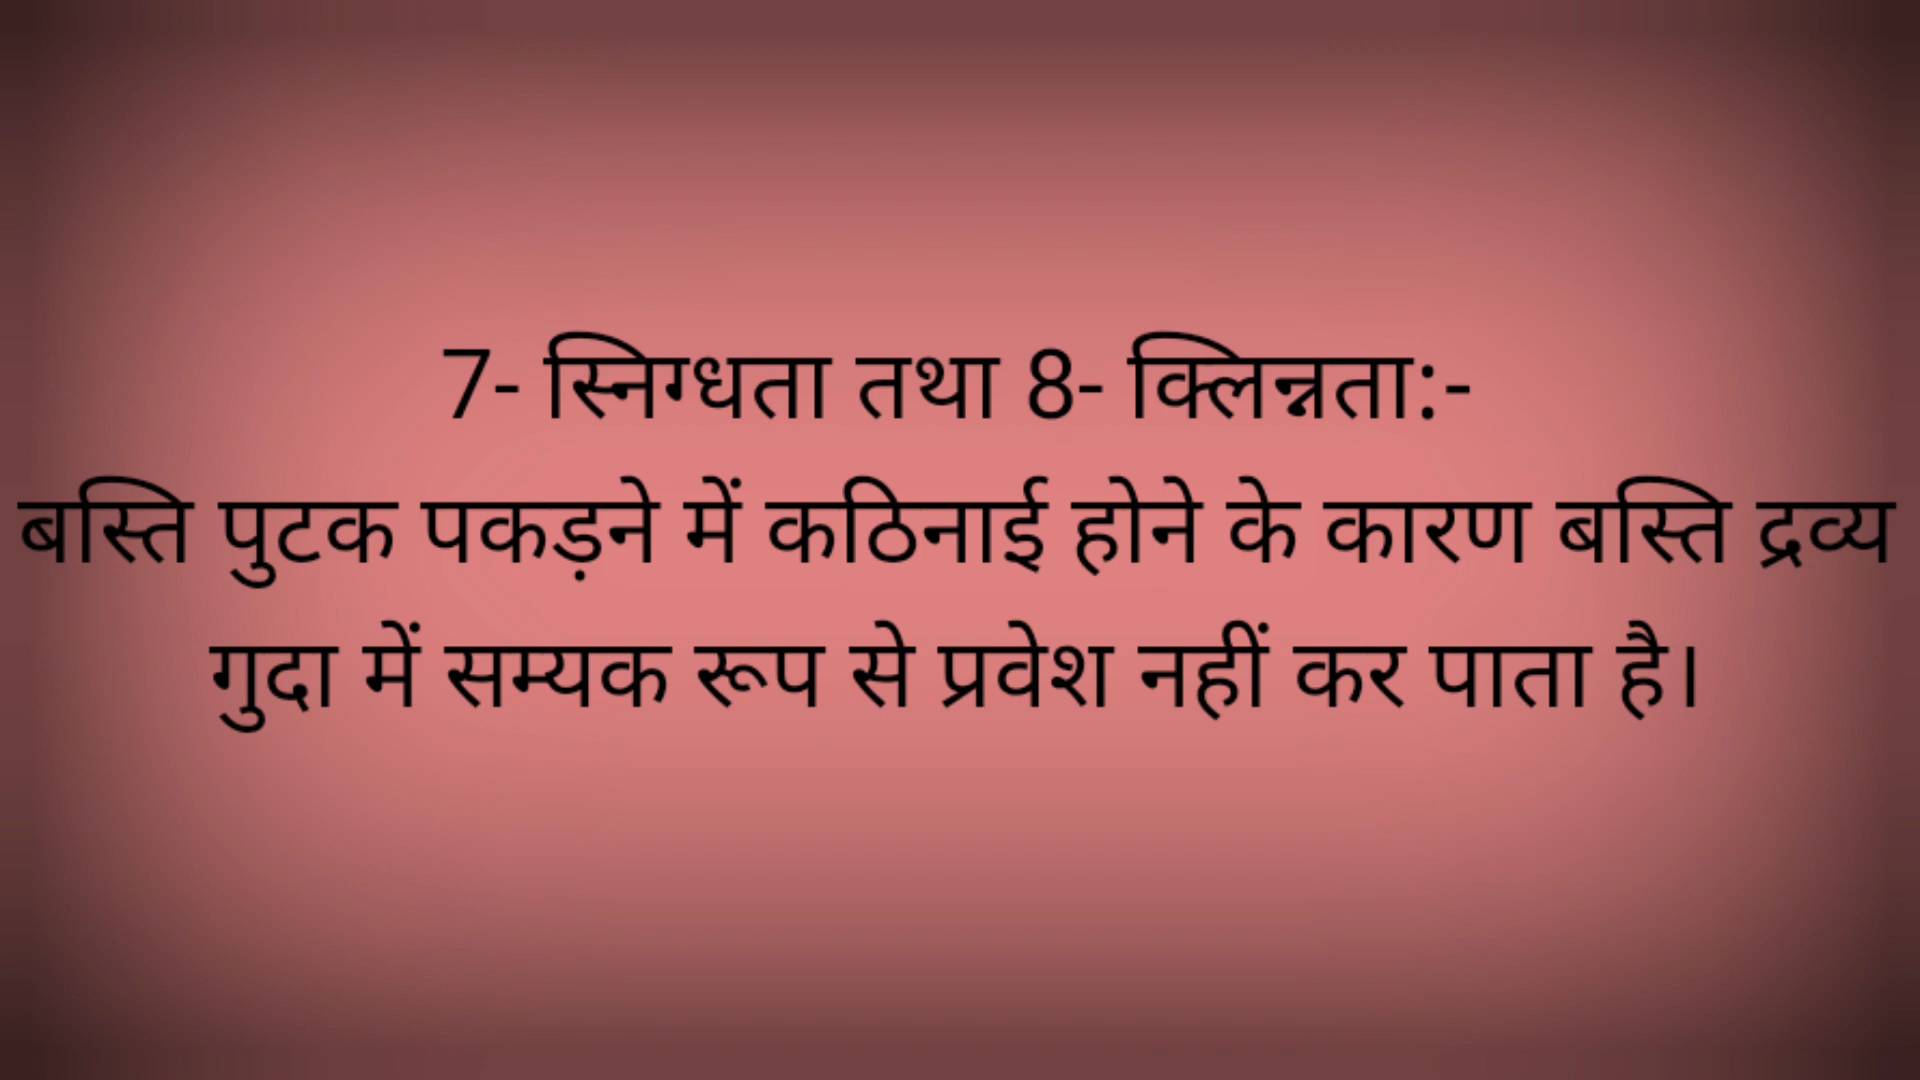 7- स्निग्धता तथा 8- क्लिन्नता:-
बस्ति पुटक पकड़ने में कठिनाई होने के कारण बस्ति द्रव्य
गुदा में सम्यक रूप से प्रवेश नहीं कर पाता है।